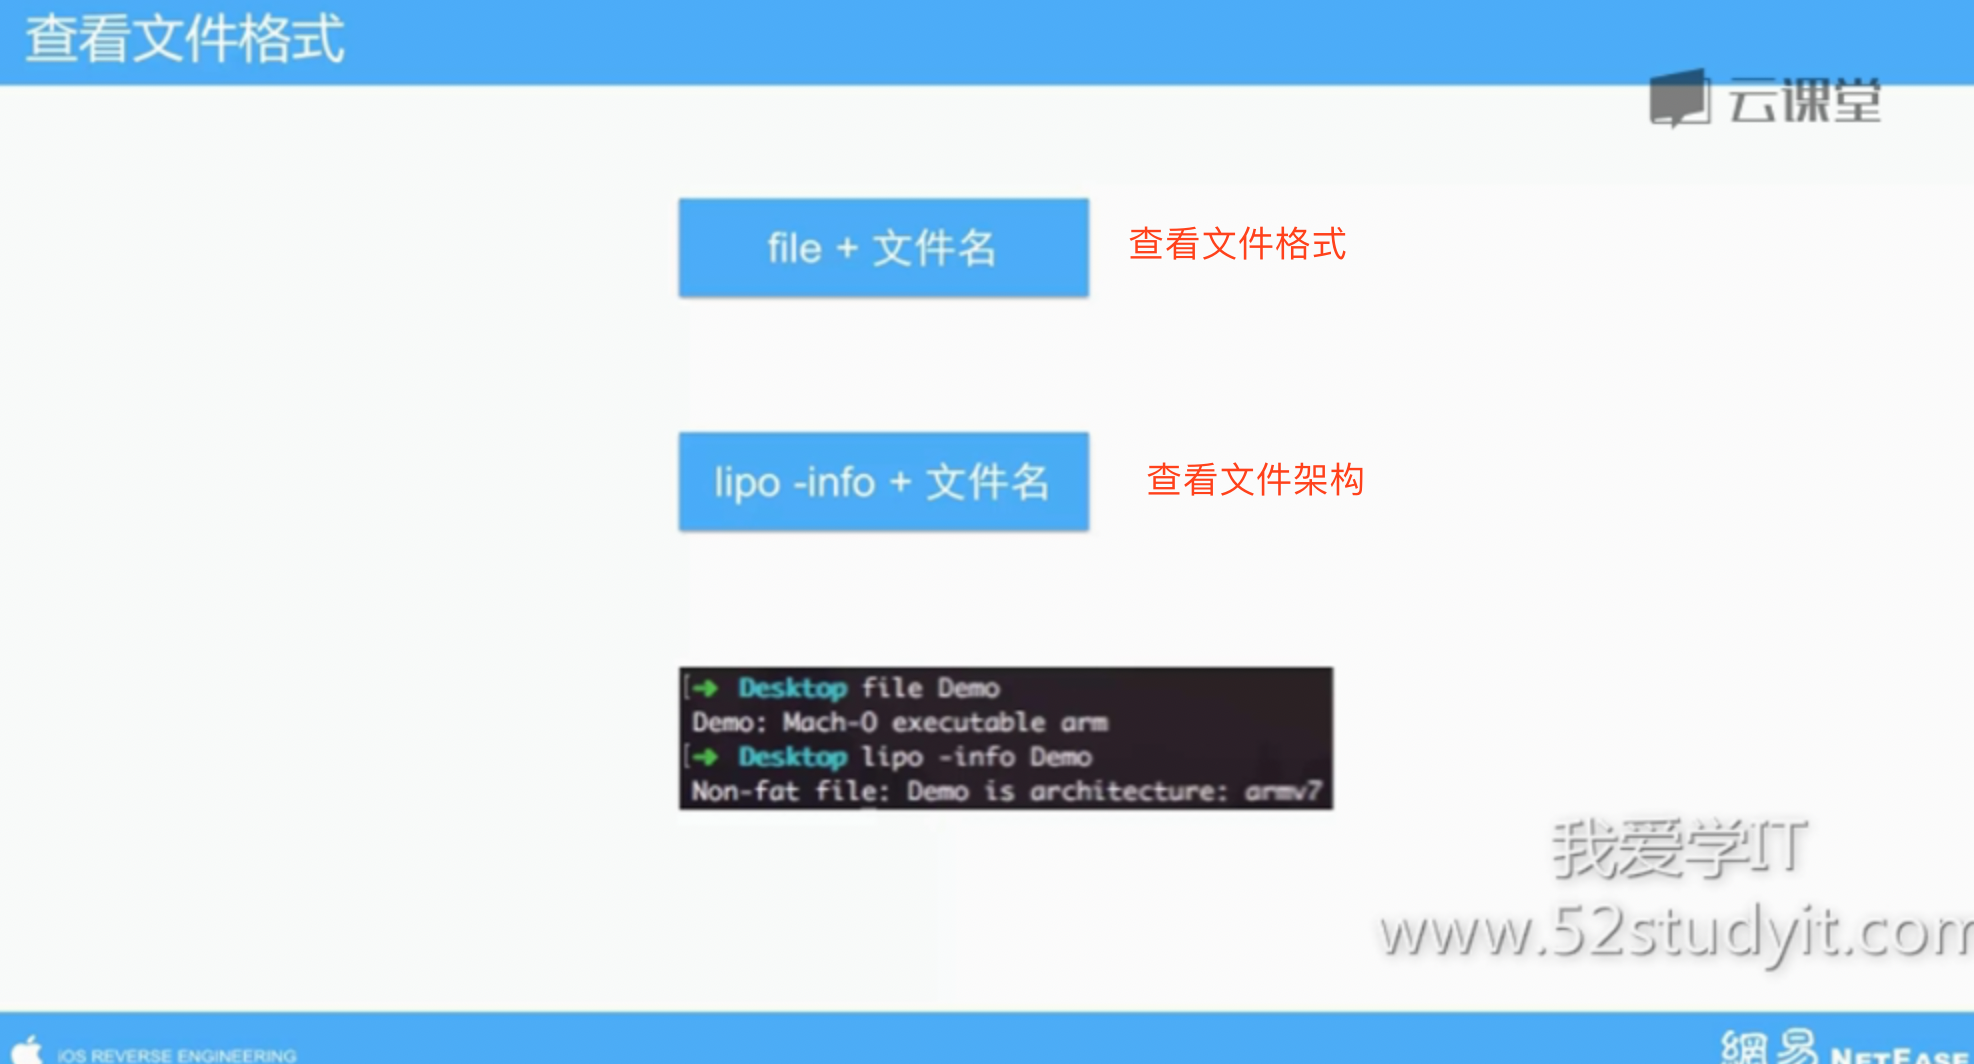 查看文件格式
云课堂
file + 文件名
查看文件格式
lipo -info + 文件名
查看文件架构
[➜ Desktop file Demo
Demo: Mach-O executable arm
[➜ Desktop lipo -info Demo
Non-fat file: Demo is architecture: armv7
我爱学IT
www.52studyit.com
iOS REVERSE ENGINEERING
網易 NETEASE